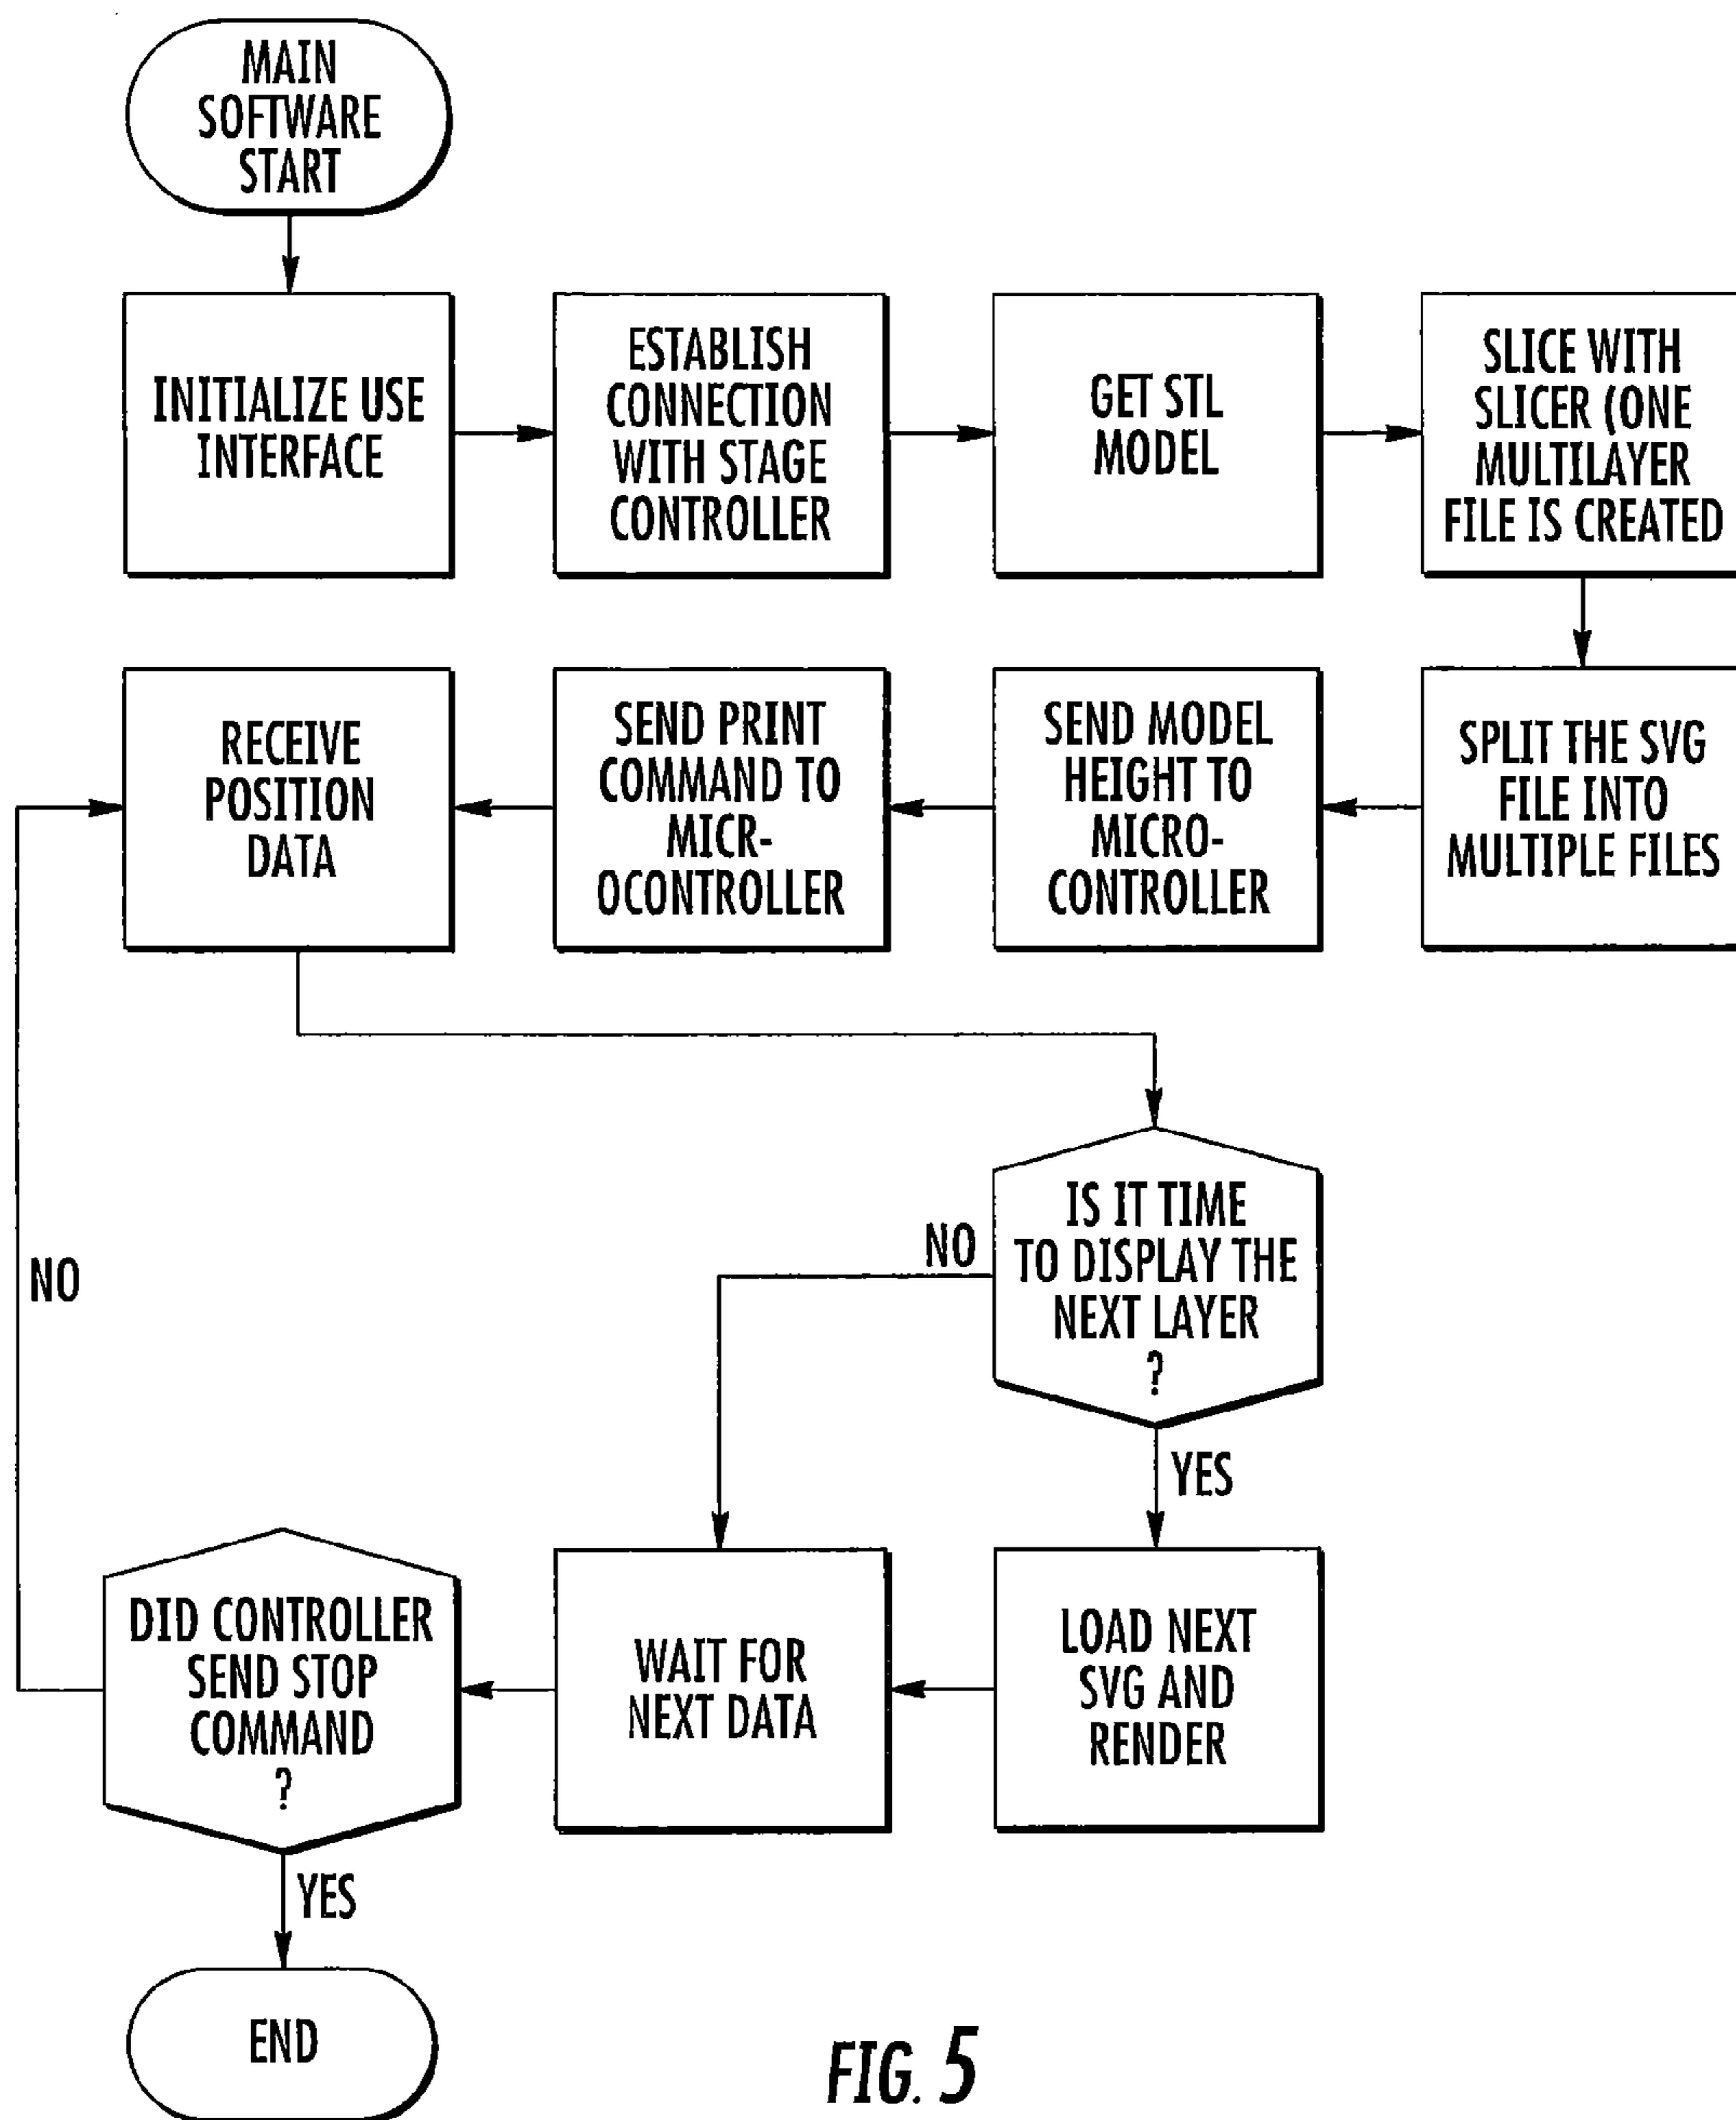 MAIN
SOFTWARE
START
INITIALIZE USE
INTERFACE
ESTABLISH
CONNECTION
WITH STAGE
CONTROLLER
GET STL
MODEL
SLICE WITH
SLICER (ONE
MULTILAYER
FILE IS CREATED
SPLIT THE SVG
FILE INTO
MULTIPLE FILES
SEND MODEL
HEIGHT TO
MICRO-
CONTROLLER
SEND PRINT
COMMAND TO
MICR-
OCONTROLLER
RECEIVE
POSITION
DATA
IS IT TIME
TO DISPLAY THE
NEXT LAYER
?
NO
YES
LOAD NEXT
SVG AND
RENDER
WAIT FOR
NEXT DATA
DID CONTROLLER
SEND STOP
COMMAND
?
NO
YES
END
FIG. 5